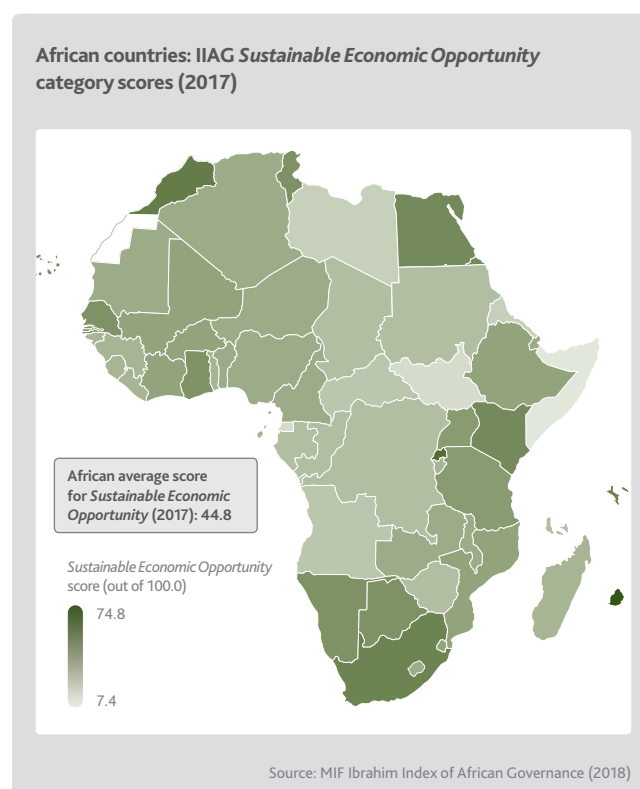 African countries: IIAG Sustainable Economic Opportunity
category scores (2017)
African average score
for Sustainable Economic
Opportunity (2017): 44.8
Sustainable Economic Opportunity
score (out of 100.0)
74.8
7.4
Source: MIF Ibrahim Index of African Governance (2018)